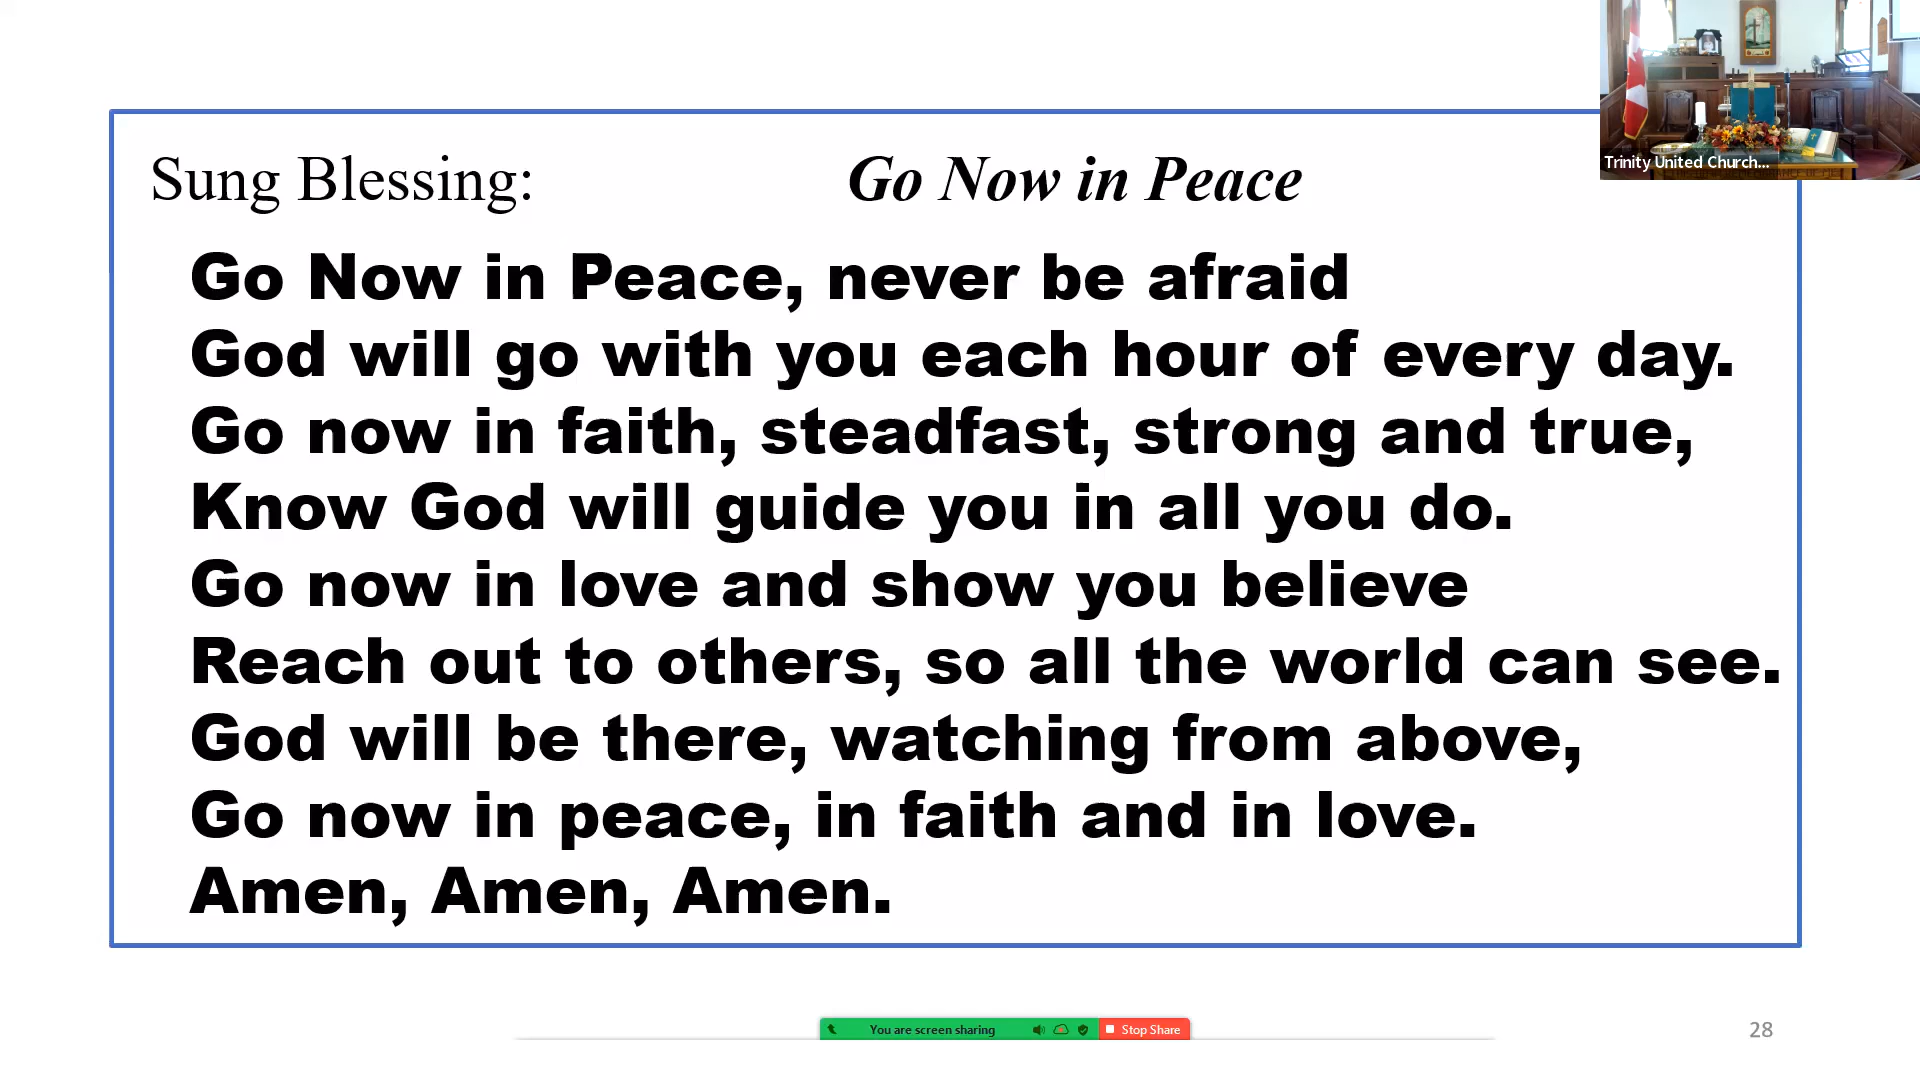 Sung Blessing: Go Now in Peace
Go Now in Peace, never be afraid
God will go with you each hour of every day.
Go now in faith, steadfast, strong and true,
Know God will guide you in all you do.
Go now in love and show you believe
Reach out to others, so all the world can see.
God will be there, watching from above,
Go now in peace, in faith and in love.
Amen, Amen, Amen.
Trinity United Church...
You are screen sharing
Stop Share
28